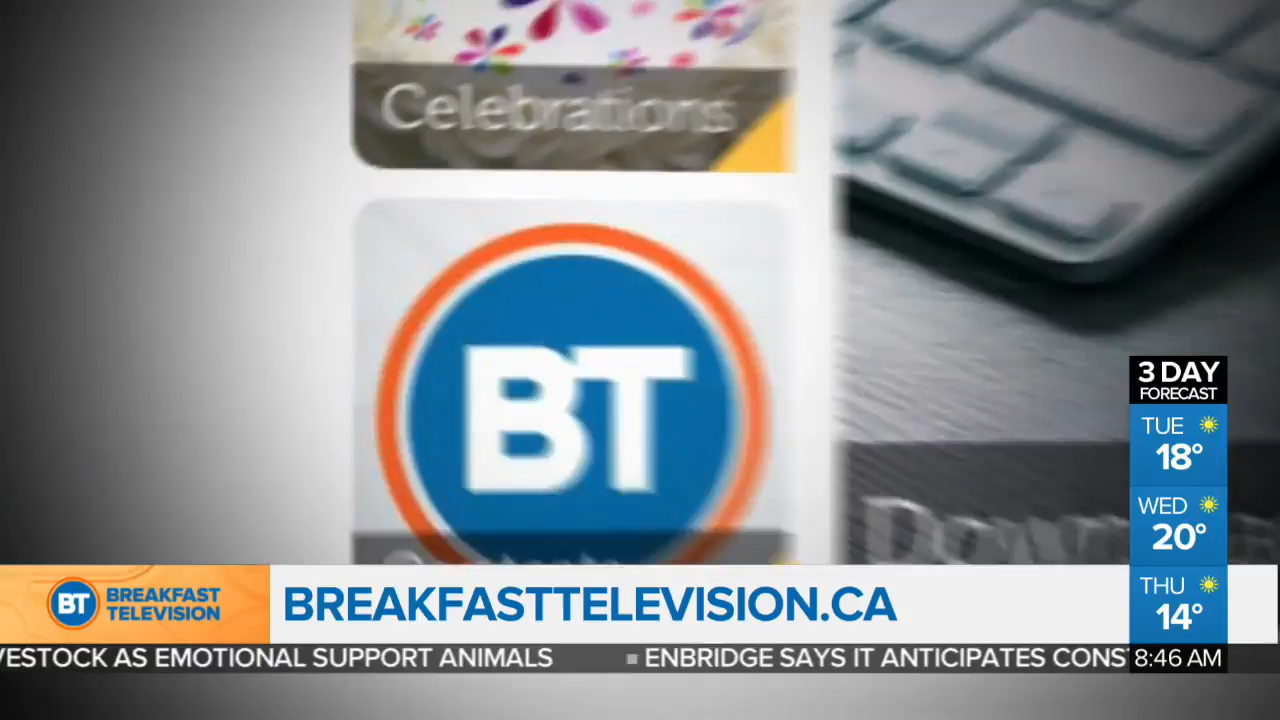 Celebrations
BT
3 DAY
FORECAST
TUE
18°
WED
20°
THU
14°
BT BREAKFAST
TELEVISION
BREAKFASTTELEVISION.CA
VESTOCK AS EMOTIONAL SUPPORT ANIMALS
ENBRIDGE SAYS IT ANTICIPATES CONS
8:46 AM